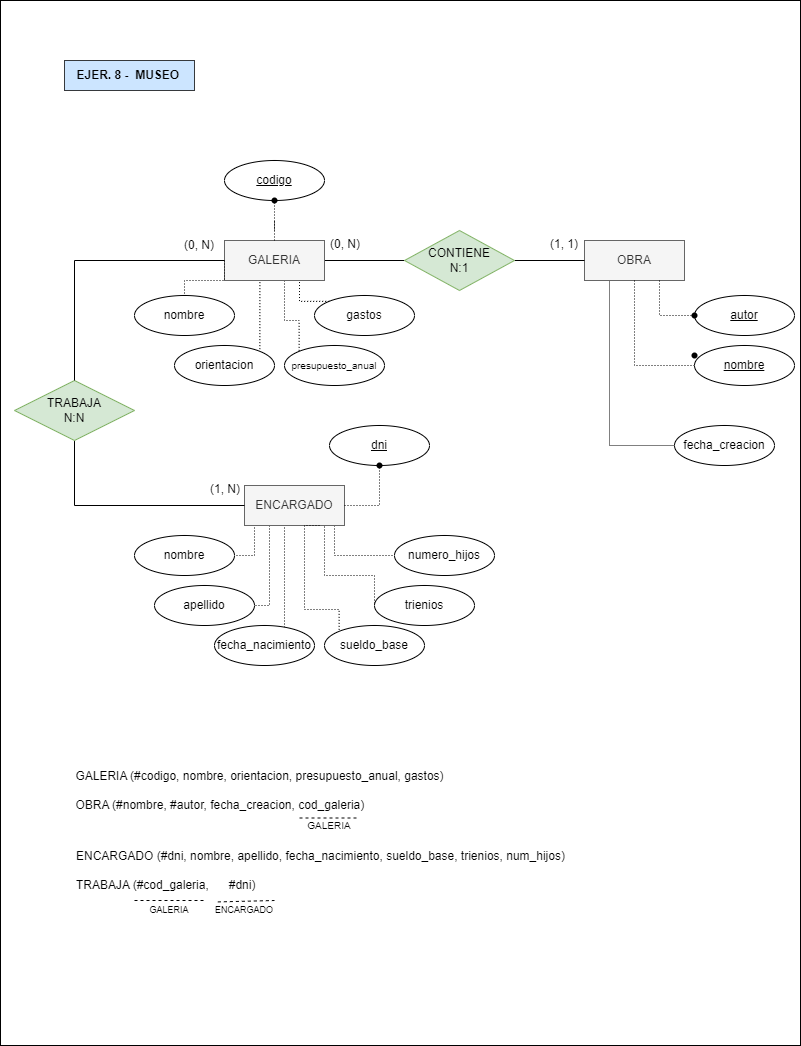 EJER. 8 - MUSEO
codigo
(0, N)
GALERIA
(0, N)
CONTIENE
N:1
(1, 1)
OBRA
nombre
gastos
autor
orientacion
presupuesto_anual
nombre
TRABAJA
N:N
dni
fecha_creacion
(1, N)
ENCARGADO
nombre
numero_hijos
apellido
trienios
fecha_nacimiento
sueldo_base
GALERIA (#codigo, nombre, orientacion, presupuesto_anual, gastos)
OBRA (#nombre, #autor, fecha_creacion, cod_galeria)
GALERIA
ENCARGADO (#dni, nombre, apellido, fecha_nacimiento, sueldo_base, trienios, num_hijos)
TRABAJA (#cod_galeria, #dni)
GALERIA ENCARGADO